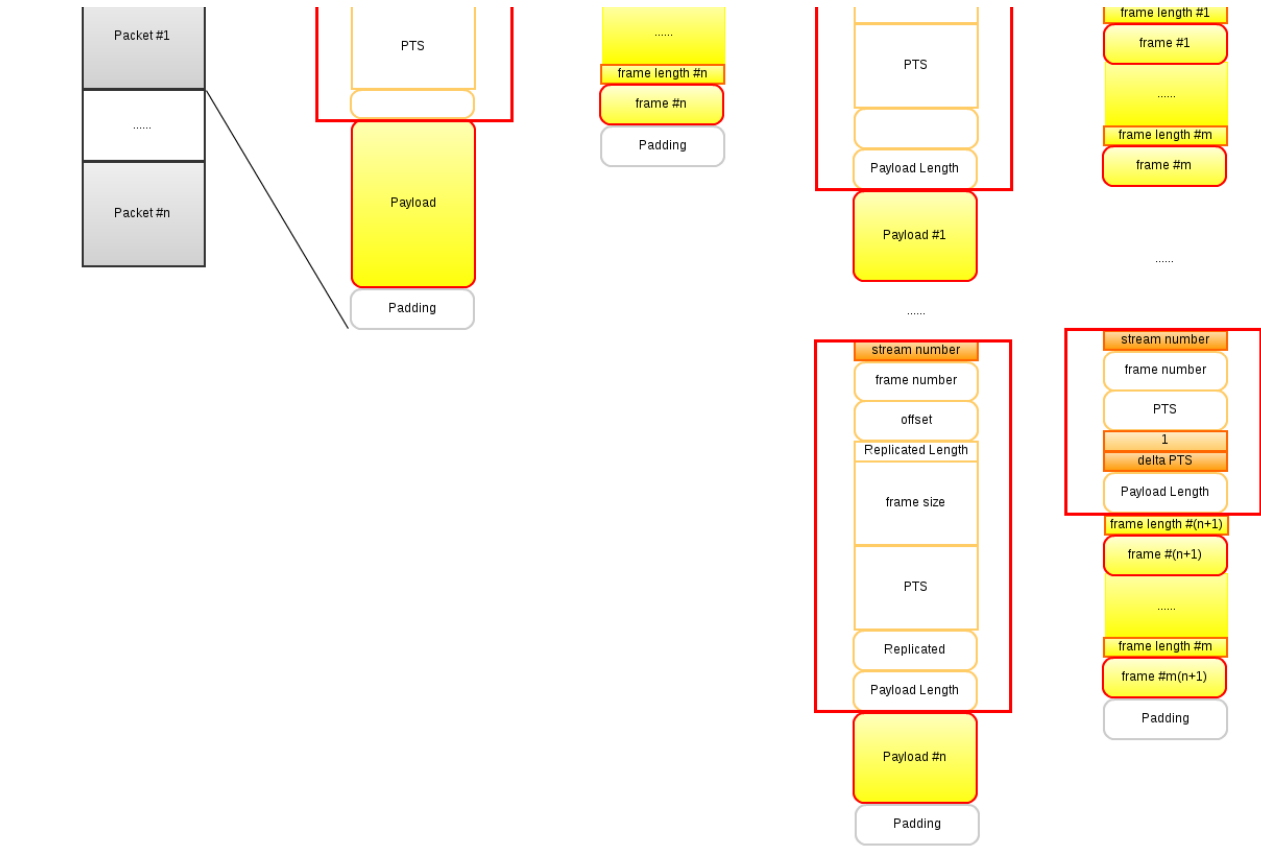 Packet #1
......
Packet #n
PTS
Payload
Padding
......
frame length #n
frame #n
Padding
PTS
Payload Length
Payload #1
......
stream number
frame number
offset
Replicated Length
frame size
PTS
Replicated
Payload Length
Payload #n
Padding
frame length #1
frame #1
......
frame length #m
frame #m
......
stream number
frame number
PTS
1
delta PTS
Payload Length
frame length #(n+1)
frame #(n+1)
......
frame length #m
frame #m(n+1)
Padding